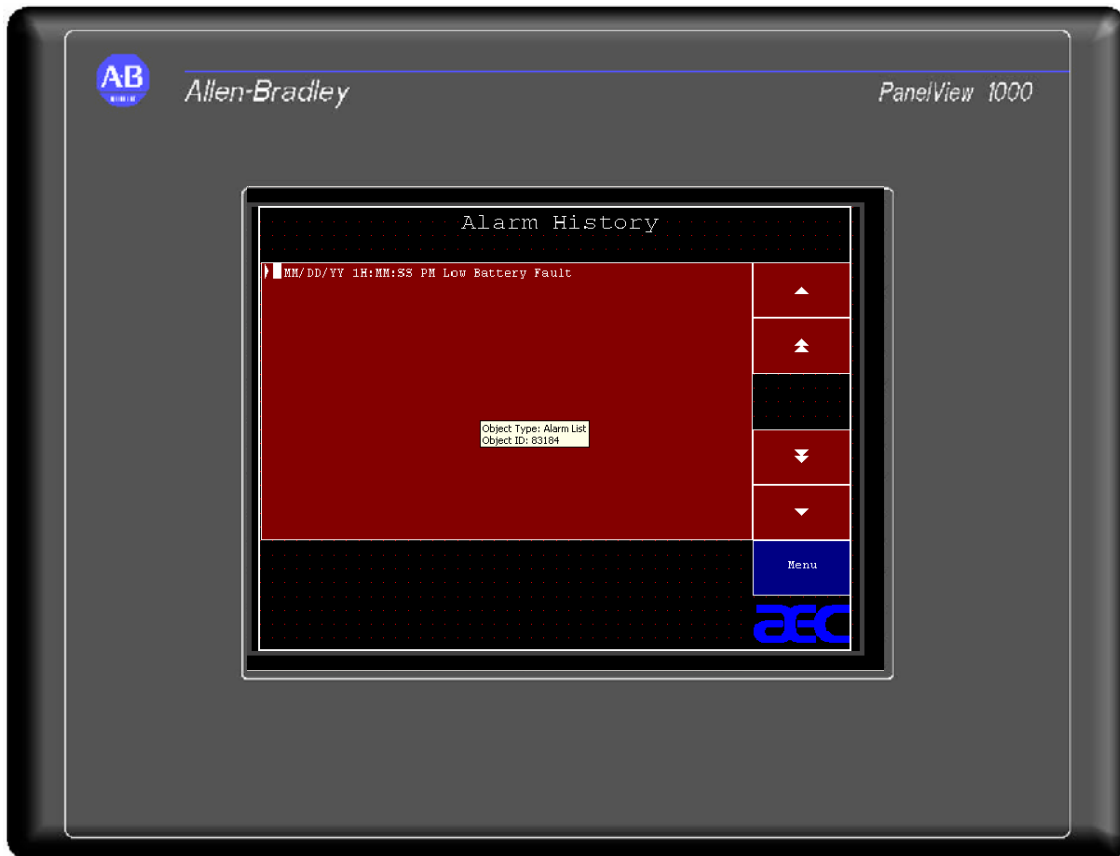 A·B
Allen-Bradley
PanelView 1000
Alarm History
MM/DD/YY 1H:MM:SS PM Low Battery Fault
Object Type: Alarm List
Object ID: 83184
Menu
aec